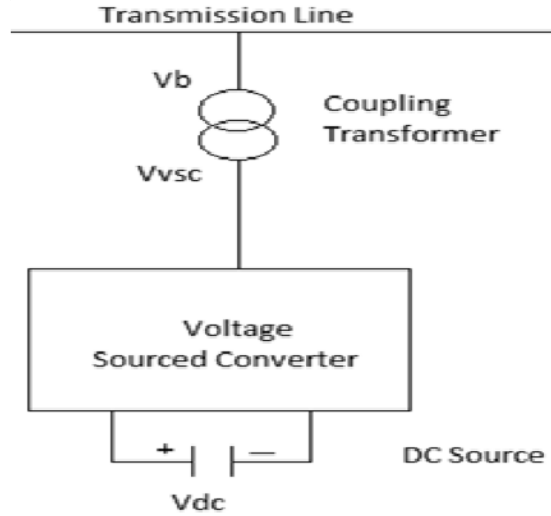 Transmission Line
Vb
Coupling
Transformer
Vvsc
Voltage
Sourced Converter
+
—
DC Source
Vdc